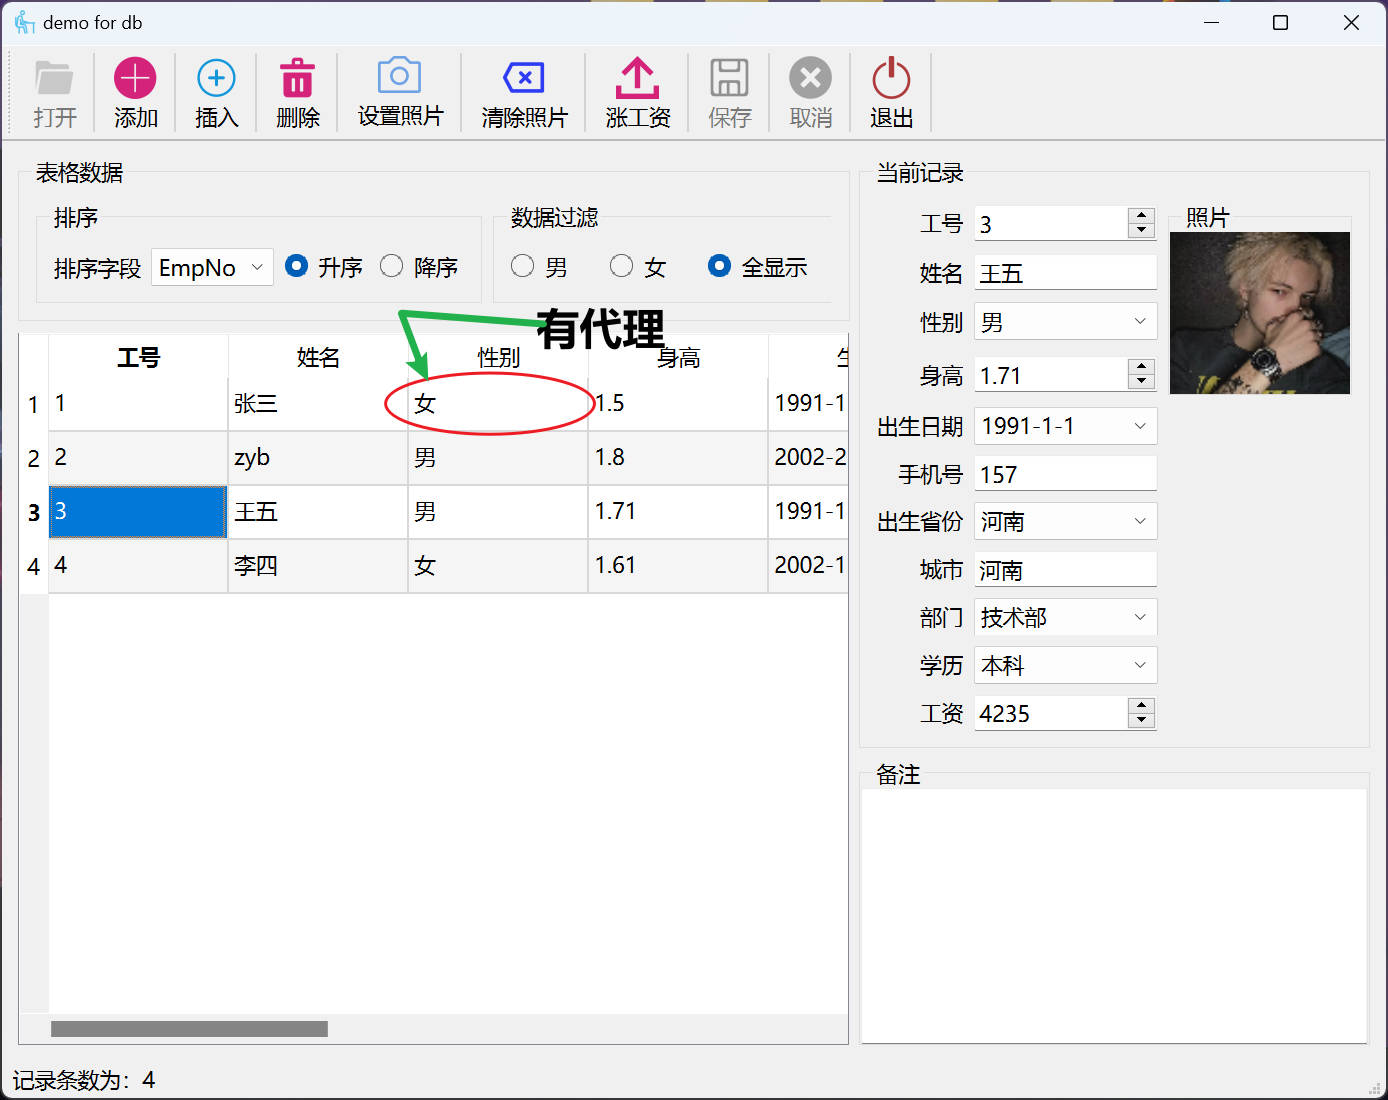 demo for db
打开 添加 插入 删除 设置照片 清除照片 涨工资 保存 取消 退出
表格数据
排序
排序字段 EmpNo 升序 降序
数据过滤
男 女 全显示
有代理
工号 姓名 性别 身高
1 1 张三 女 1.5 1991-1
2 2 zyb 男 1.8 2002-2
3 3 王五 男 1.71 1991-1
4 4 李四 女 1.61 2002-1
当前记录
工号 3
姓名 王五
性别 男
身高 1.71
出生日期 1991-1-1
手机号 157
出生省份 河南
城市 河南
部门 技术部
学历 本科
工资 4235
照片
备注
记录条数为：4